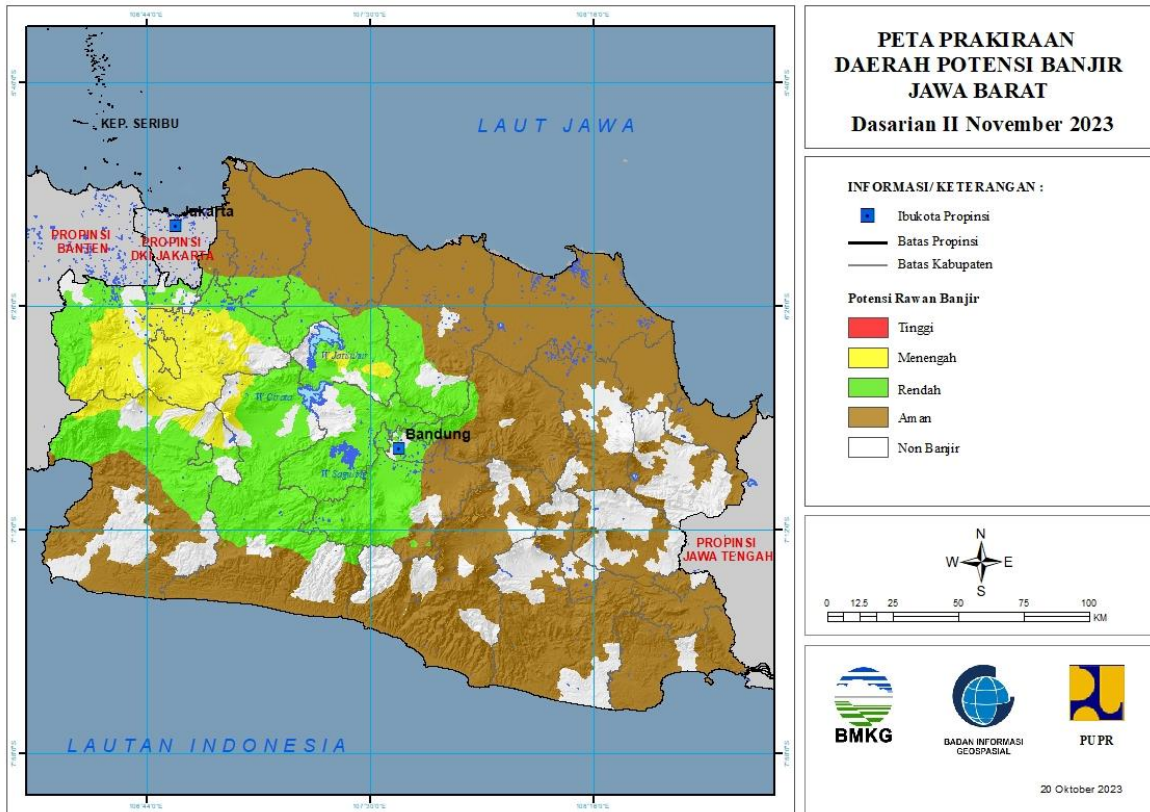 PETA PRAKIRAAN
DAERAH POTENSI BANJIR
JAWA BARAT
Dasarian II November 2023
INFORMASI/ KETERANGAN :
Ibukota Propinsi
Batas Propinsi
Batas Kabupaten
Potensi Rawan Banjir
Tinggi
Menengah
Rendah
Aman
Non Banjir
N
W
E
S
0 12.5 25 50 75 100
KM
BMKG
BADAN INFORMASI
GEOSPASIAL
PUPR
20 Oktober 2023
KEP. SERIBU
LAUT JAWA
Jakarta
PROPINSI
BANTEN
PROPINSI
DKI JAKARTA
W Cirata
Bandung
PROPINSI
JAWA TENGAH
LAUTAN INDONESIA